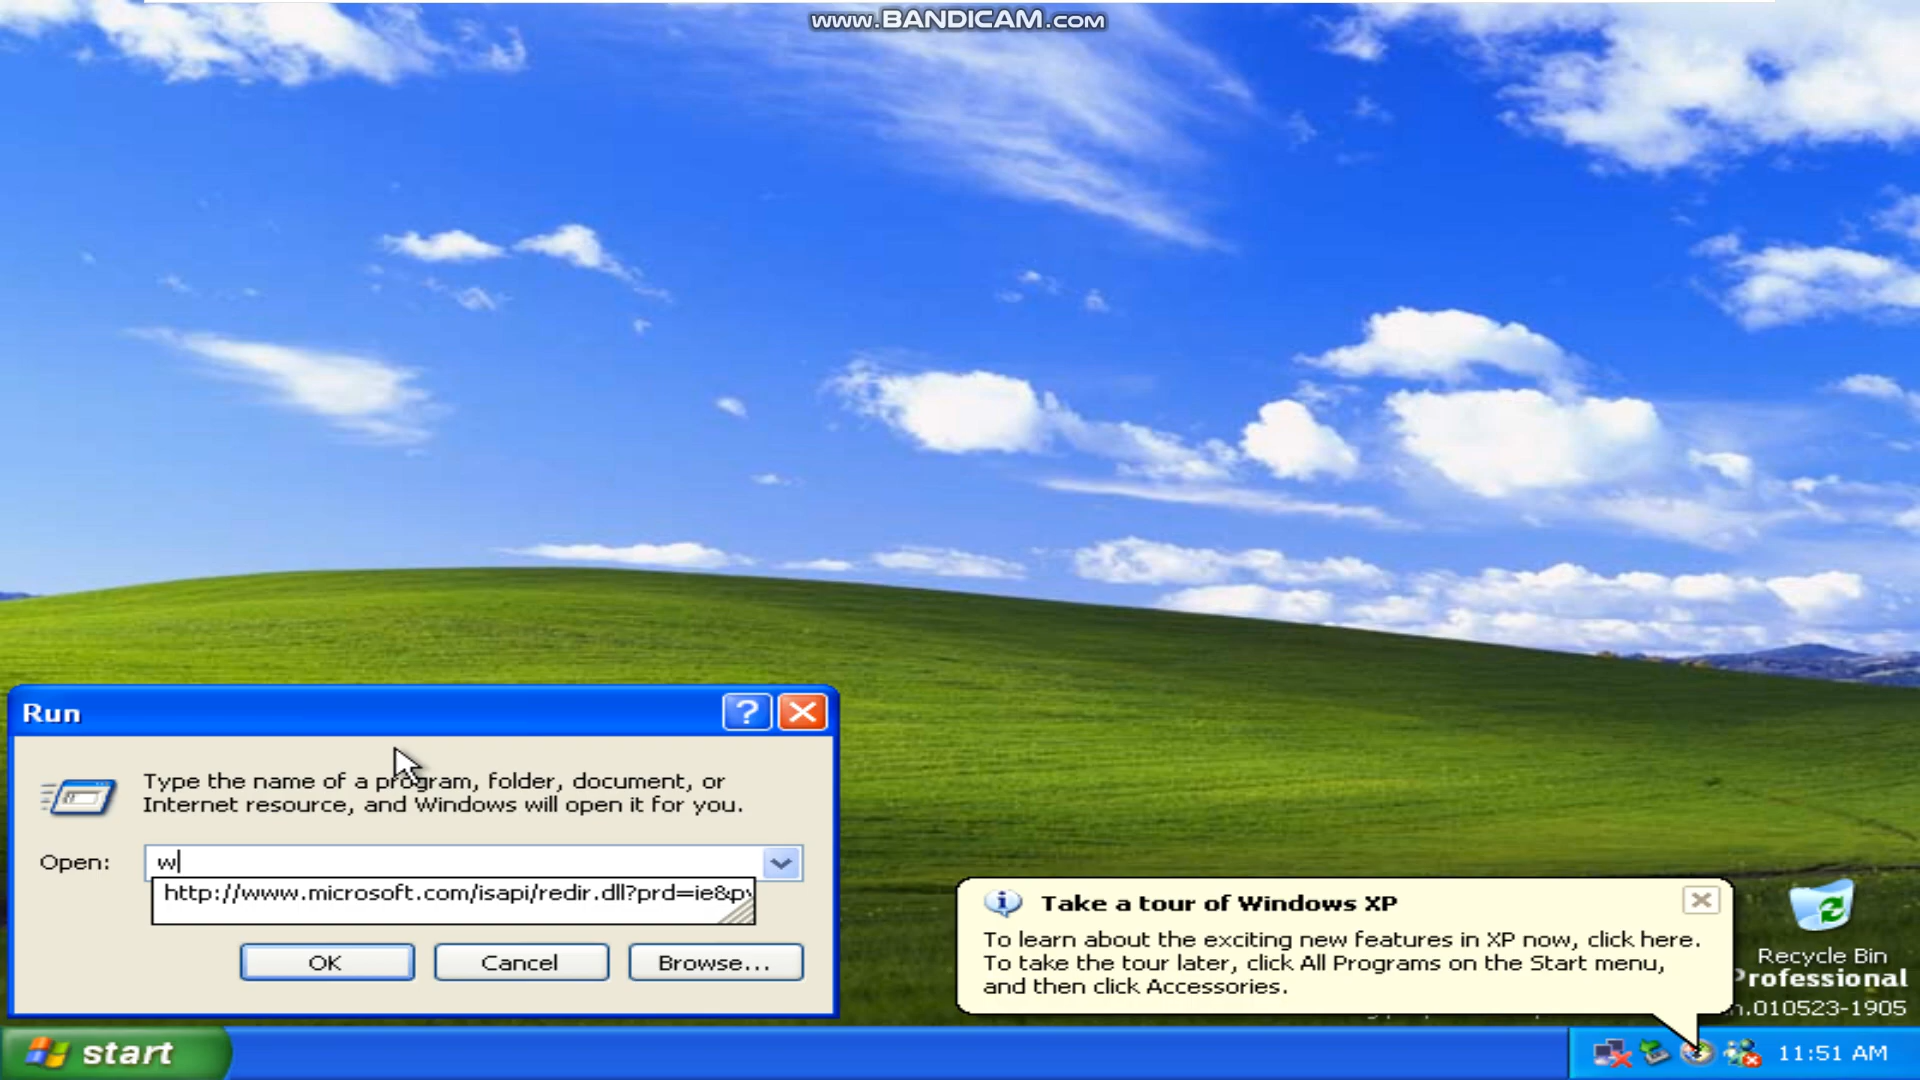 www.BANDICAM.com
Run
Type the name of a program, folder, document, or
Internet resource, and Windows will open it for you.
Open:
w
http://www.microsoft.com/isapi/redir.dll?prd=ie&p
OK
Cancel
Browse...
Take a tour of Windows XP
To learn about the exciting new features in XP now, click here.
To take the tour later, click All Programs on the Start menu,
and then click Accessories.
Recycle Bin
Professional
n.010523-1905
start
11:51 AM